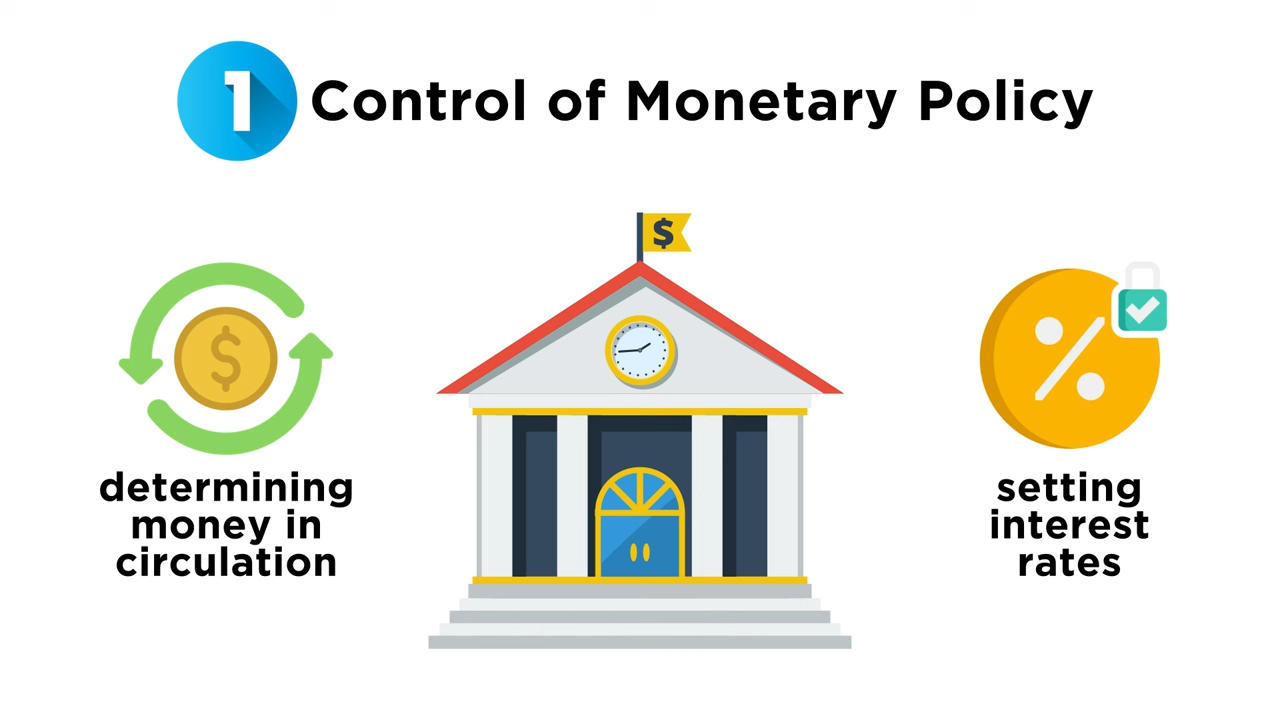 1 Control of Monetary Policy
$
$
%
determining
money in
circulation
setting
interest
rates